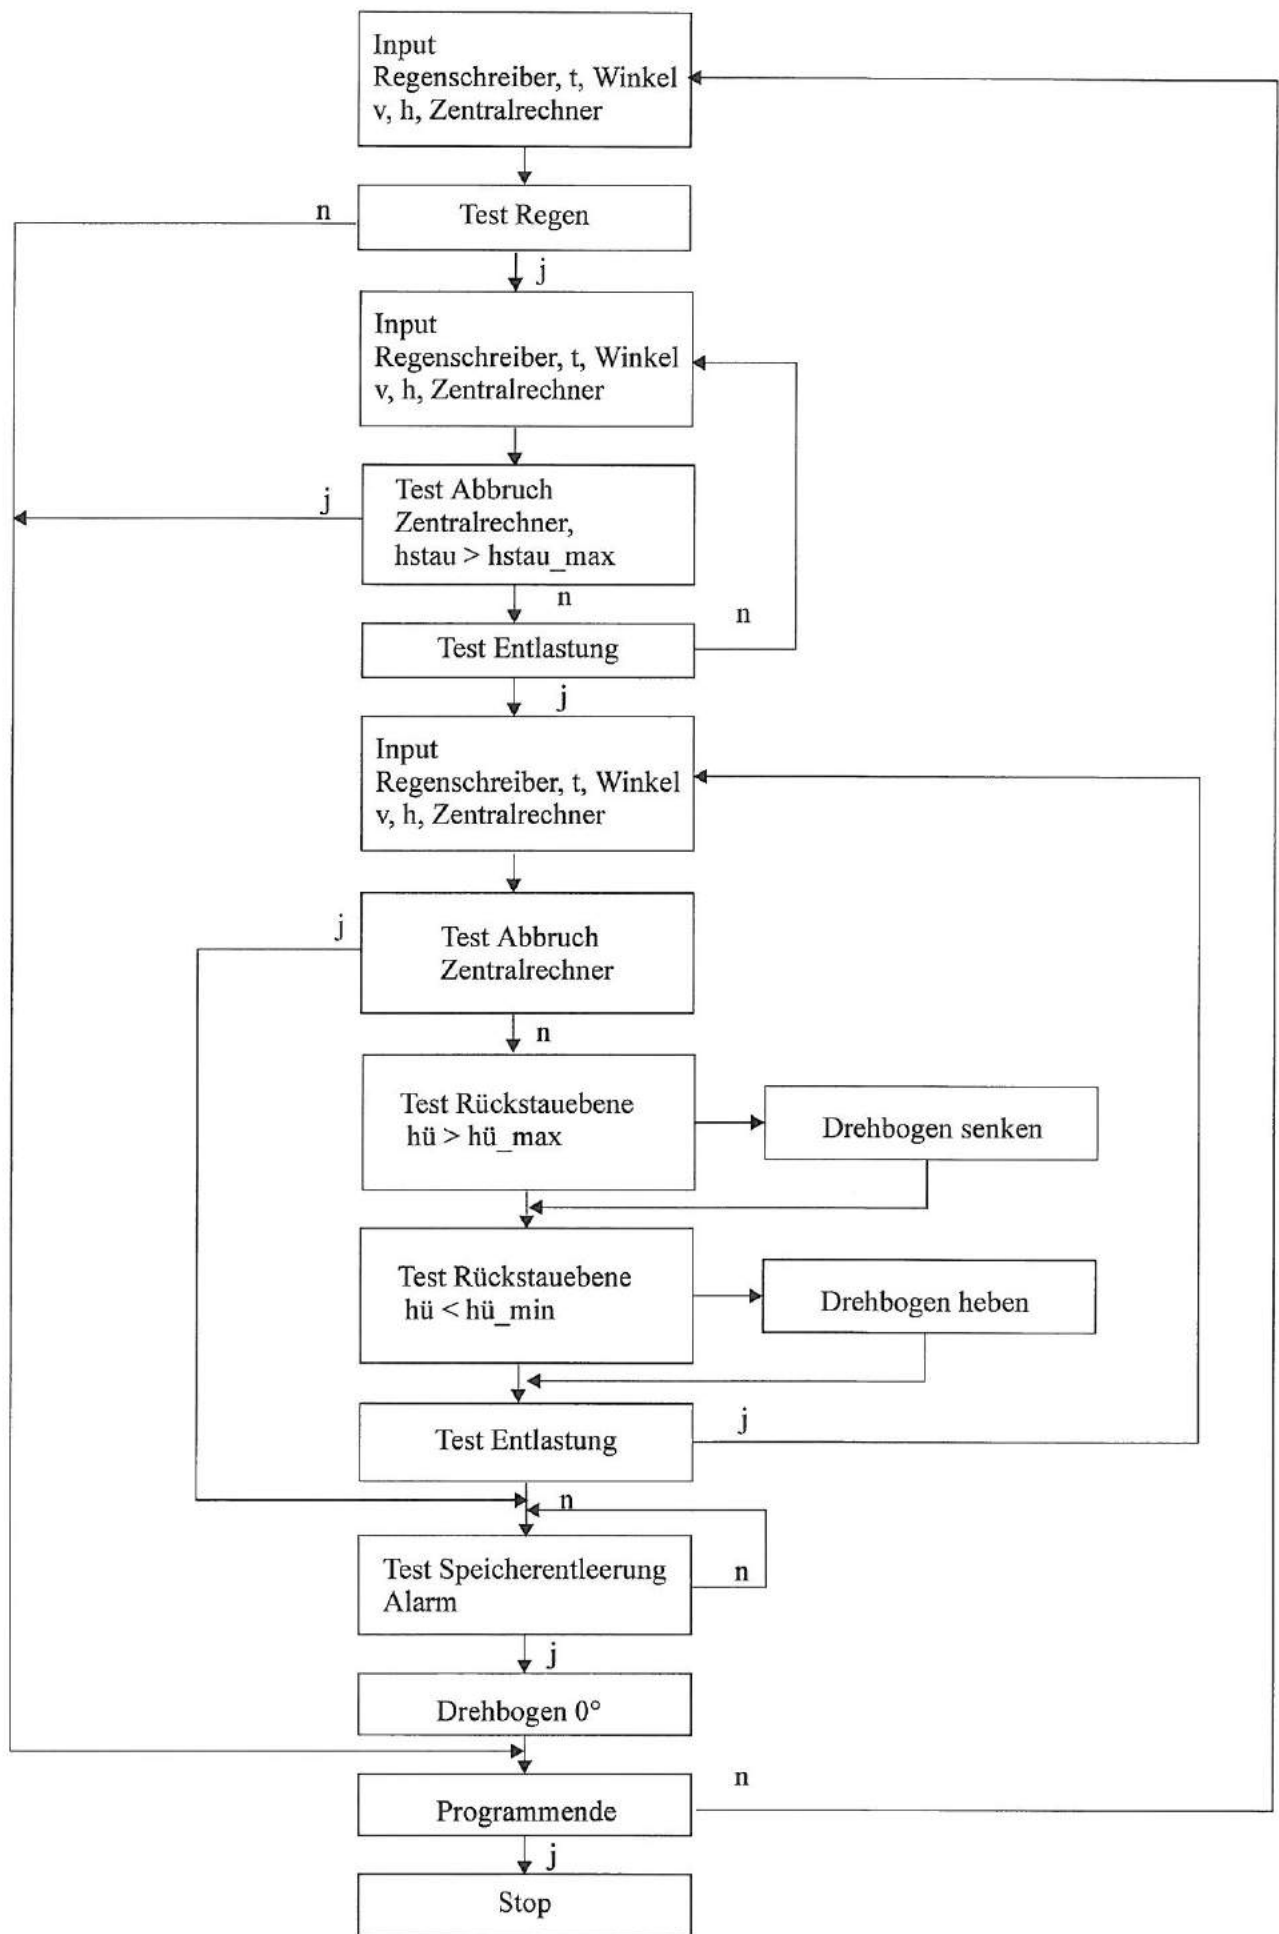 Input
Regenschreiber, t, Winkel
v, h, Zentralrechner
n
Test Regen
j
Input
Regenschreiber, t, Winkel
v, h, Zentralrechner
j
Test Abbruch
Zentralrechner,
hstau > hstau_max
n
n
Test Entlastung
j
Input
Regenschreiber, t, Winkel
v, h, Zentralrechner
j
Test Abbruch
Zentralrechner
n
Test Rückstauebene
hü > hü_max
Drehbogen senken
Test Rückstauebene
hü < hü_min
Drehbogen heben
Test Entlastung
j
n
Test Speicherentleerung
Alarm
n
j
Drehbogen 0°
Programmende
n
j
Stop